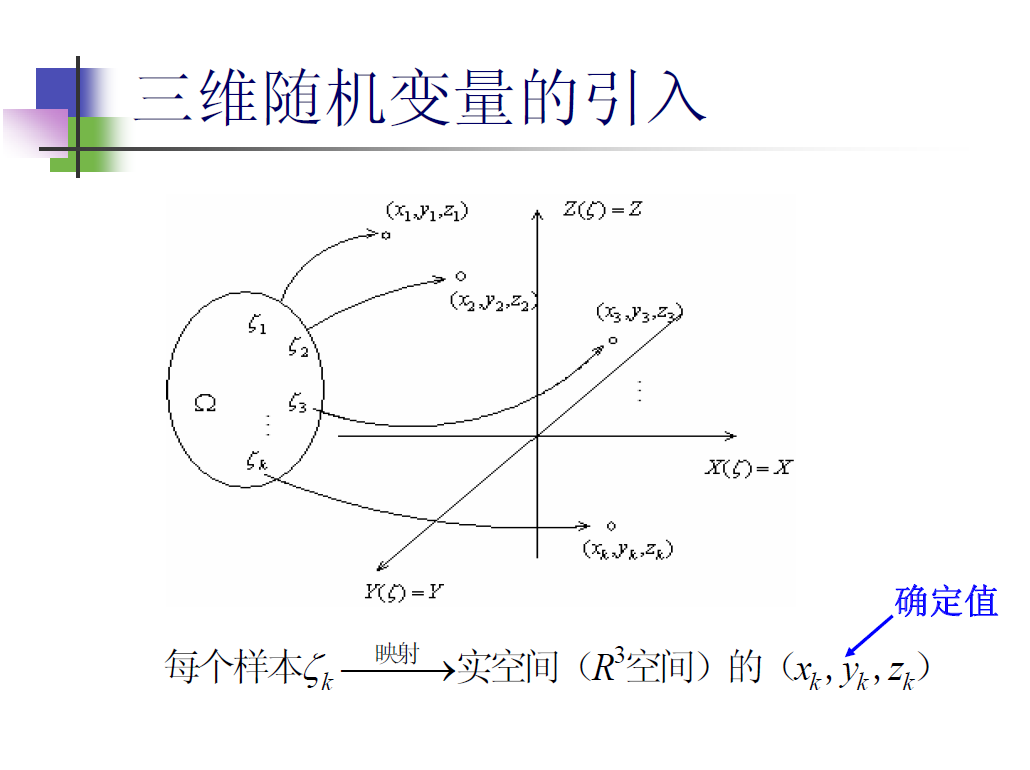 三维随机变量的引入
(x₁,y₁,z₁)
Z(ζ) = Z
(x₂,y₂,z₂)
(x₃,y₃,z₃)
ζ₁
ζ₂
Ω
ζ₃
⋮
⋮
ζₖ
X(ζ) = X
(xₖ,yₖ,zₖ)
Y(ζ) = Y
确定值
每个样本ζₖ 映射 ⟶ 实空间（R³空间）的（xₖ, yₖ, zₖ）